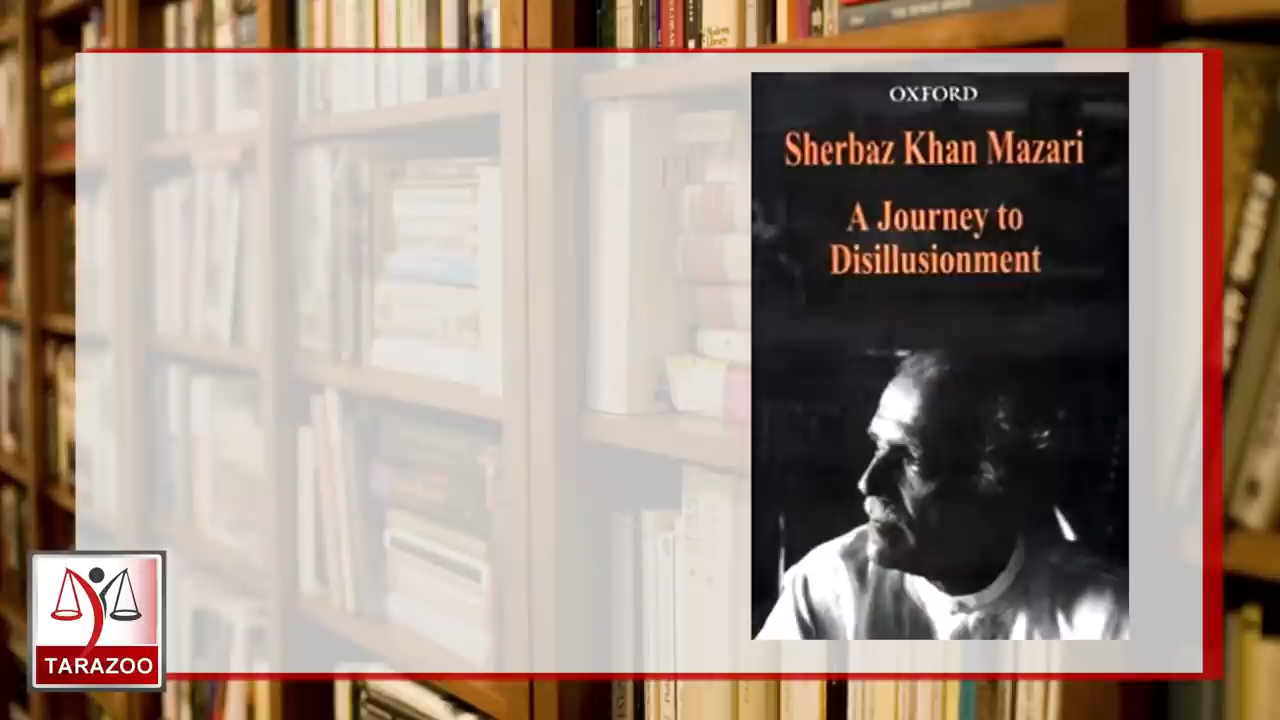 OXFORD
Sherbaz Khan Mazari
A Journey to
Disillusionment
TARAZOO